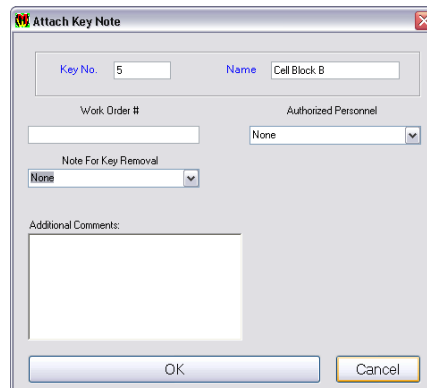 Attach Key Note
Key No. 5 Name Cell Block B
Work Order # Authorized Personnel
None
Note For Key Removal
None
Additional Comments:
OK Cancel